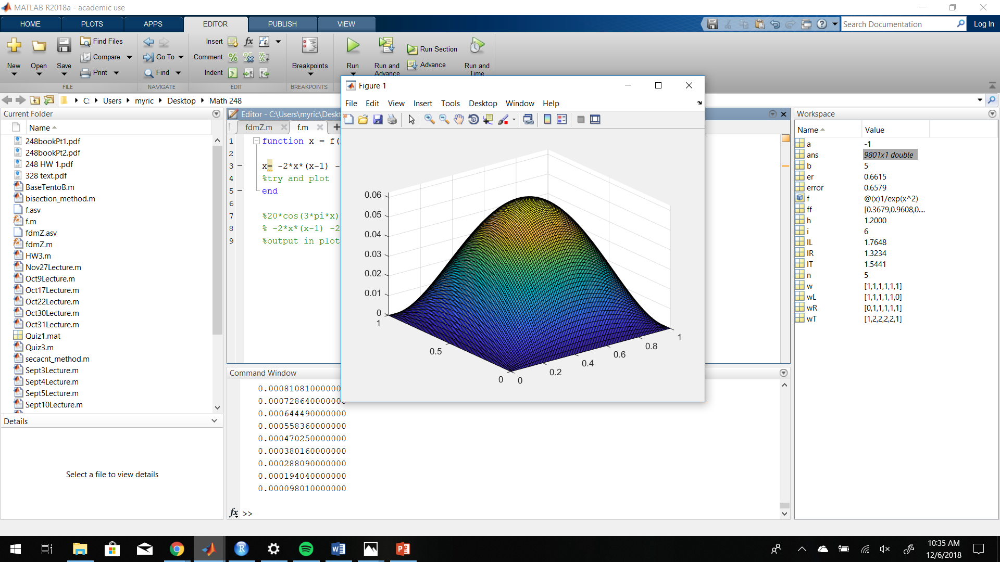 MATLAB R2018a - academic use
HOME PLOTS APPS EDITOR PUBLISH VIEW
Search Documentation
Log In
Find Files Insert fx
New Open Save Compare Go To Comment Breakpoints Run Run and Advance Run Section Advance Run and Time
Print Find Indent
FILE NAVIGATE EDIT BREAKPOINTS
C: Users myric Desktop Math 248
Current Folder
Name
248bookPt1.pdf
248bookPt2.pdf
248 HW 1.pdf
328 text.pdf
BaseTentoB.m
bisection_method.m
f.asv
f.m
fdmZ.asv
fdmZ.m
HW3.m
Nov27Lecture.m
Oct9Lecture.m
Oct17Lecture.m
Oct22Lecture.m
Oct30Lecture.m
Oct31Lecture.m
Quiz1.mat
Quiz3.m
secacnt_method.m
Sept3Lecture.m
Sept4Lecture.m
Sept5Lecture.m
Sept10Lecture.m
Details
Select a file to view details
Editor - C:\Users\myric\Deskt
fdmZ.m f.m
1 function x = f(
2
3 x= -2*x*(x-1) -
4 %try and plot
5 end
6
7 %20*cos(3*pi*x)
8 % -2*x*(x-1) -2
9 %output in plot
Figure 1
File Edit View Insert Tools Desktop Window Help
0.06
0.05
0.04
0.03
0.02
0.01
0
1
0.5
0
0
0.2
0.4
0.6
0.8
1
Command Window
0.00081081000000
0.000728640000000
0.000644490000000
0.000558360000000
0.000470250000000
0.000380160000000
0.000288090000000
0.000194040000000
0.000098010000000
fx >>
Workspace
Name Value
a -1
ans 9801x1 double
b 5
er 0.6615
error 0.6579
f @(x)1/exp(x^2)
ff [0.3679,0.9608,0....
h 1.2000
i 6
IL 1.7648
IR 1.3234
IT 1.5441
n 5
w [1,1,1,1,1,1]
wL [1,1,1,1,1,0]
wR [0,1,1,1,1,1]
wT [1,2,2,2,2,1]
10:35 AM
12/6/2018